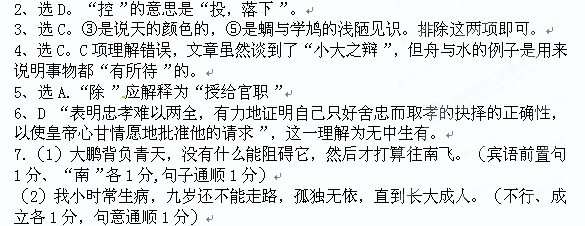 2、选D。“控”的意思是“投，落下”。
3、选C。③是说天的颜色的，⑤是蜩与学鸠的浅陋见识。排除这两项即可。
4、选C。C项理解错误，文章虽然谈到了“小大之辩”，但舟与水的例子是用来
说明事物都“有所待”的。
5、选A.“除”应解释为“授给官职”
6、D “表明忠孝难以两全，有力地证明自己只好舍忠而取孝的抉择的正确性，
以使皇帝心甘情愿地批准他的请求”，这一理解为无中生有。
7.（1）大鹏背负青天，没有什么能阻碍它，然后才打算往南飞。（宾语前置句
1分、“南”各1分,句子通顺1分）
（2）我小时常生病，九岁还不能走路，孤独无依，直到长大成人。（不行、成
立各1分，句意通顺1分）